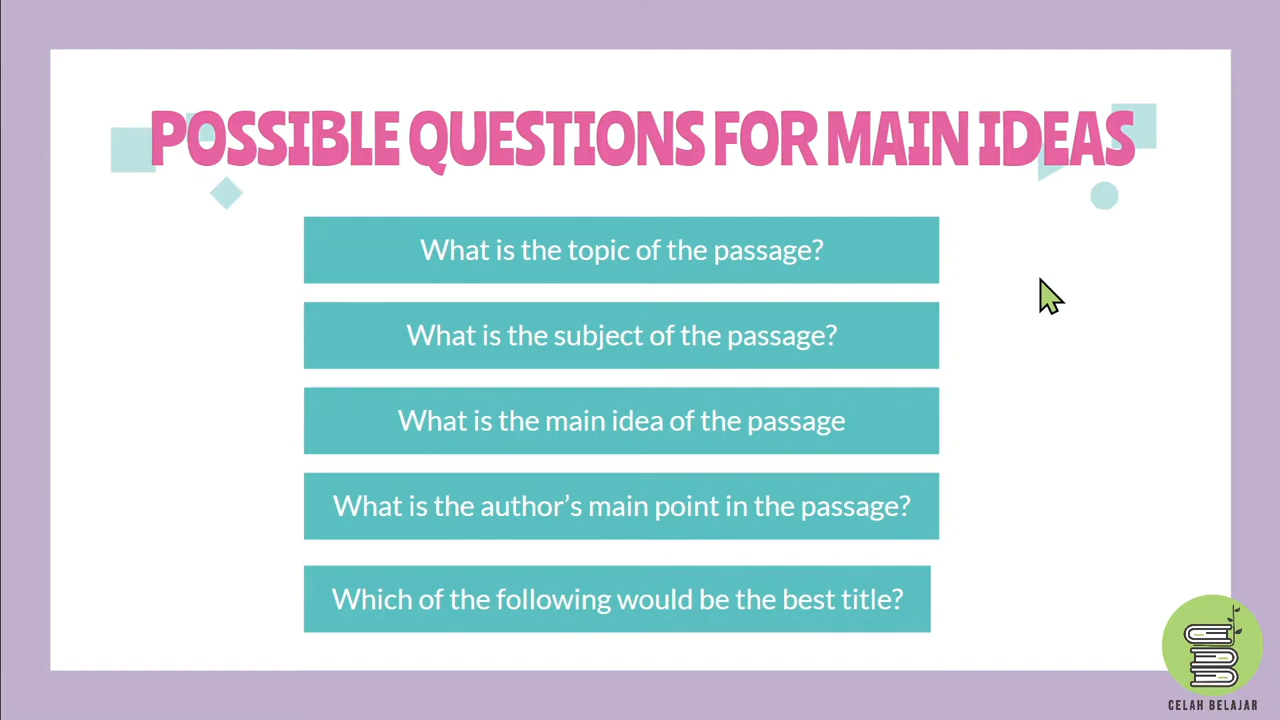 POSSIBLE QUESTIONS FOR MAIN IDEAS
What is the topic of the passage?
What is the subject of the passage?
What is the main idea of the passage
What is the author’s main point in the passage?
Which of the following would be the best title?
CELAH BELAJAR